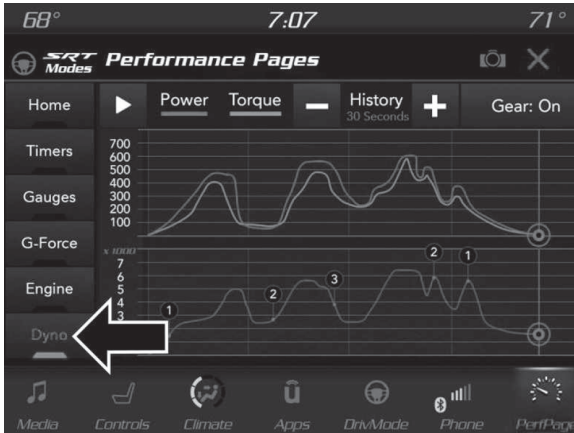 68° 7:07 71°
SRT Modes Performance Pages
Home Power Torque History 30 Seconds Gear: On
Timers
Gauges
G-Force
Engine
Dyno
700
600
500
400
300
200
100
x 1000
7
6
5
4
3
1 2 3 2 1
Media Controls Climate Apps DrivMode Phone PerfPage